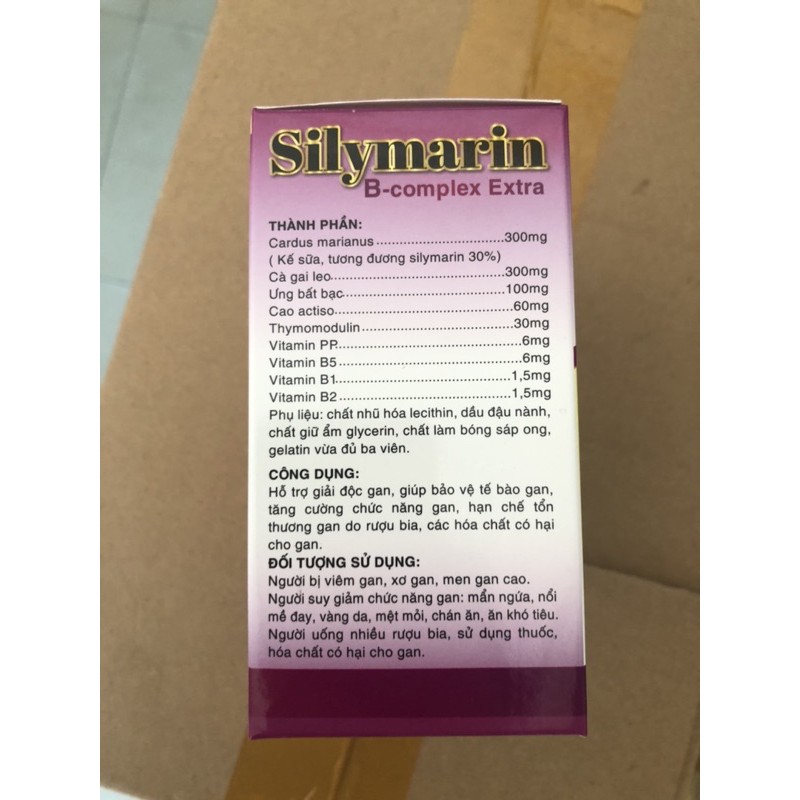 Silymarin
B-complex Extra
THÀNH PHẦN:
Cardus marianus.................................300mg
( Kế sữa, tương đương silymarin 30%)
Cà gai leo............................................300mg
Ưng bất bạc.........................................100mg
Cao actiso.............................................60mg
Thymomodulin......................................30mg
Vitamin PP..............................................6mg
Vitamin B5..............................................6mg
Vitamin B1...........................................1,5mg
Vitamin B2...........................................1,5mg
Phụ liệu: chất nhũ hóa lecithin, dầu đậu nành,
chất giữ ẩm glycerin, chất làm bóng sáp ong,
gelatin vừa đủ ba viên.
CÔNG DỤNG:
Hỗ trợ giải độc gan, giúp bảo vệ tế bào gan,
tăng cường chức năng gan, hạn chế tổn
thương gan do rượu bia, các hóa chất có hại
cho gan.
ĐỐI TƯỢNG SỬ DỤNG:
Người bị viêm gan, xơ gan, men gan cao.
Người suy giảm chức năng gan: mẩn ngứa, nổi
mề đay, vàng da, mệt mỏi, chán ăn, ăn khó tiêu.
Người uống nhiều rượu bia, sử dụng thuốc,
hóa chất có hại cho gan.